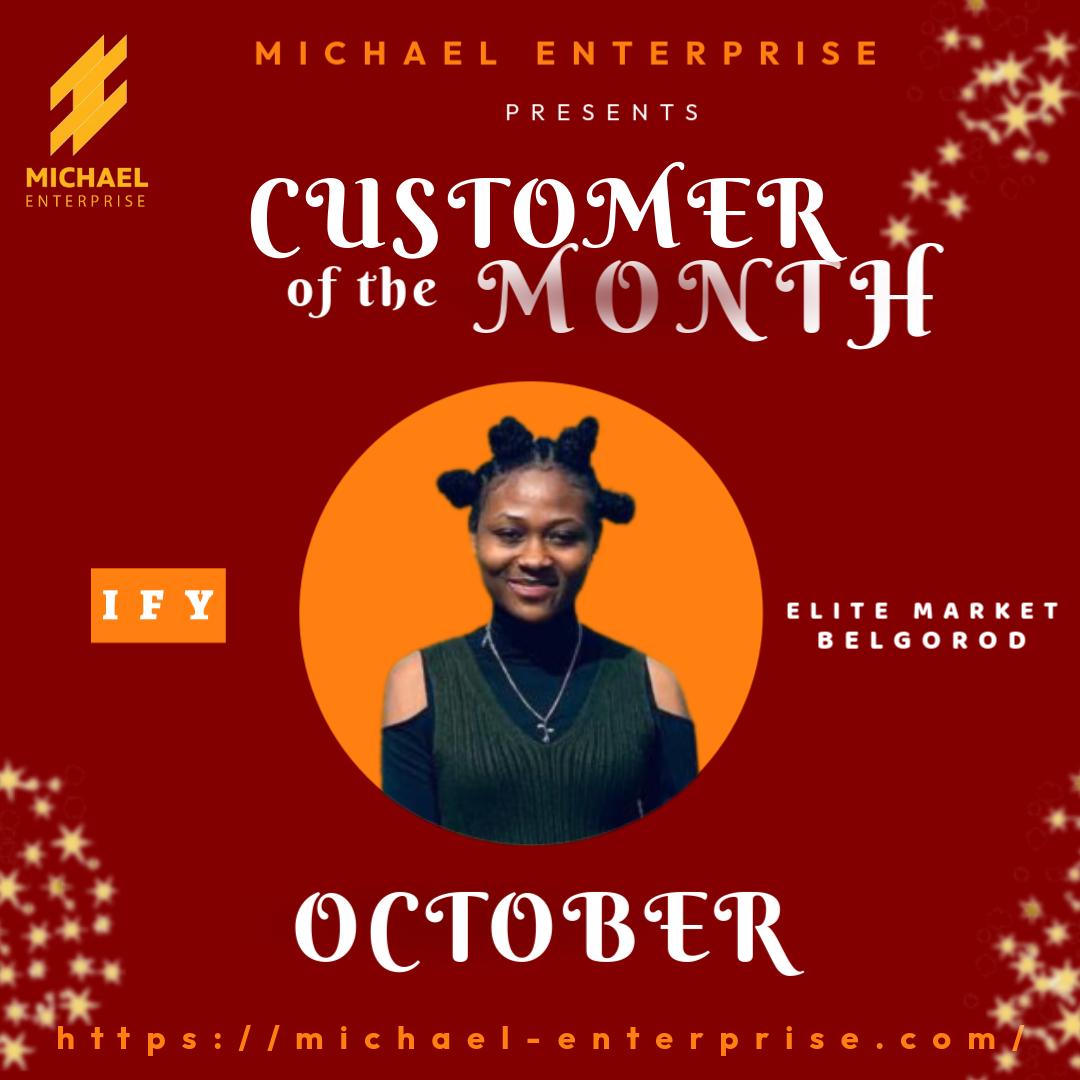 MICHAEL ENTERPRISE
PRESENTS
MICHAEL
ENTERPRISE
CUSTOMER
of the MONTH
IFY
ELITE MARKET
BELGOROD
OCTOBER
https://michael-enterprise.com/